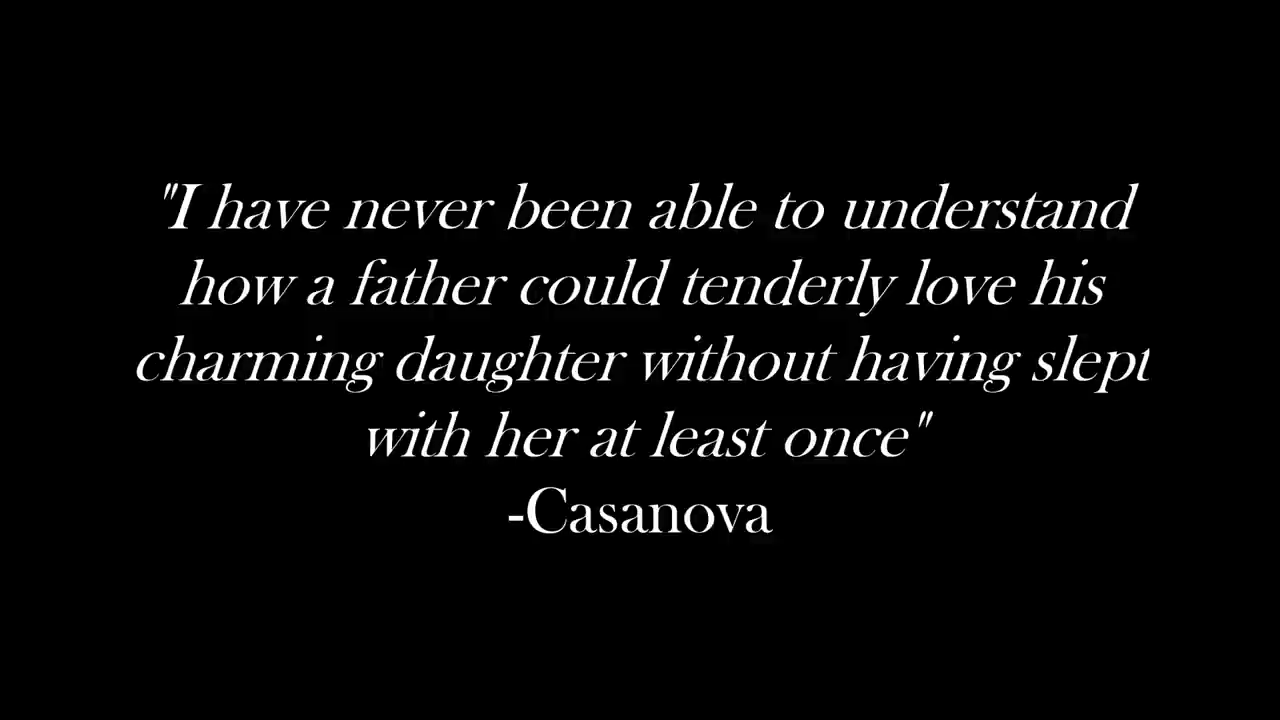 "I have never been able to understand
how a father could tenderly love his
charming daughter without having slept
with her at least once"
-Casanova